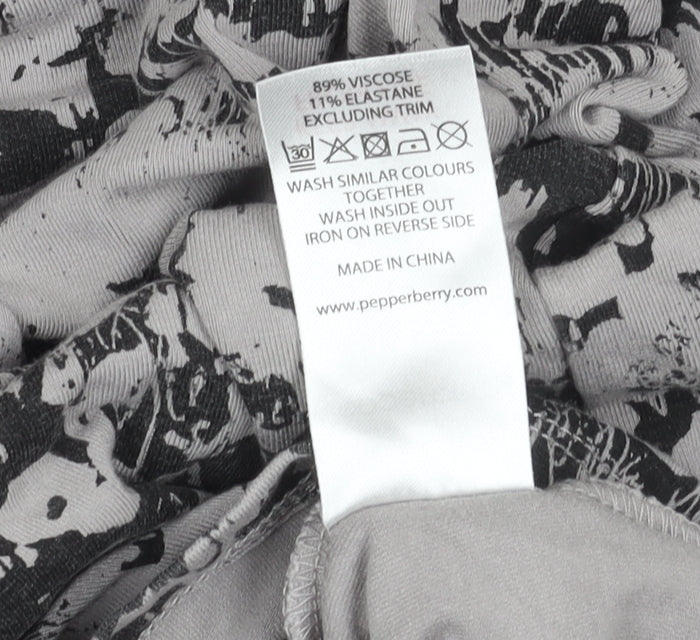 89% VISCOSE
11% ELASTANE
EXCLUDING TRIM
30
WASH SIMILAR COLOURS
TOGETHER
WASH INSIDE OUT
IRON ON REVERSE SIDE
MADE IN CHINA
www.pepperberry.com